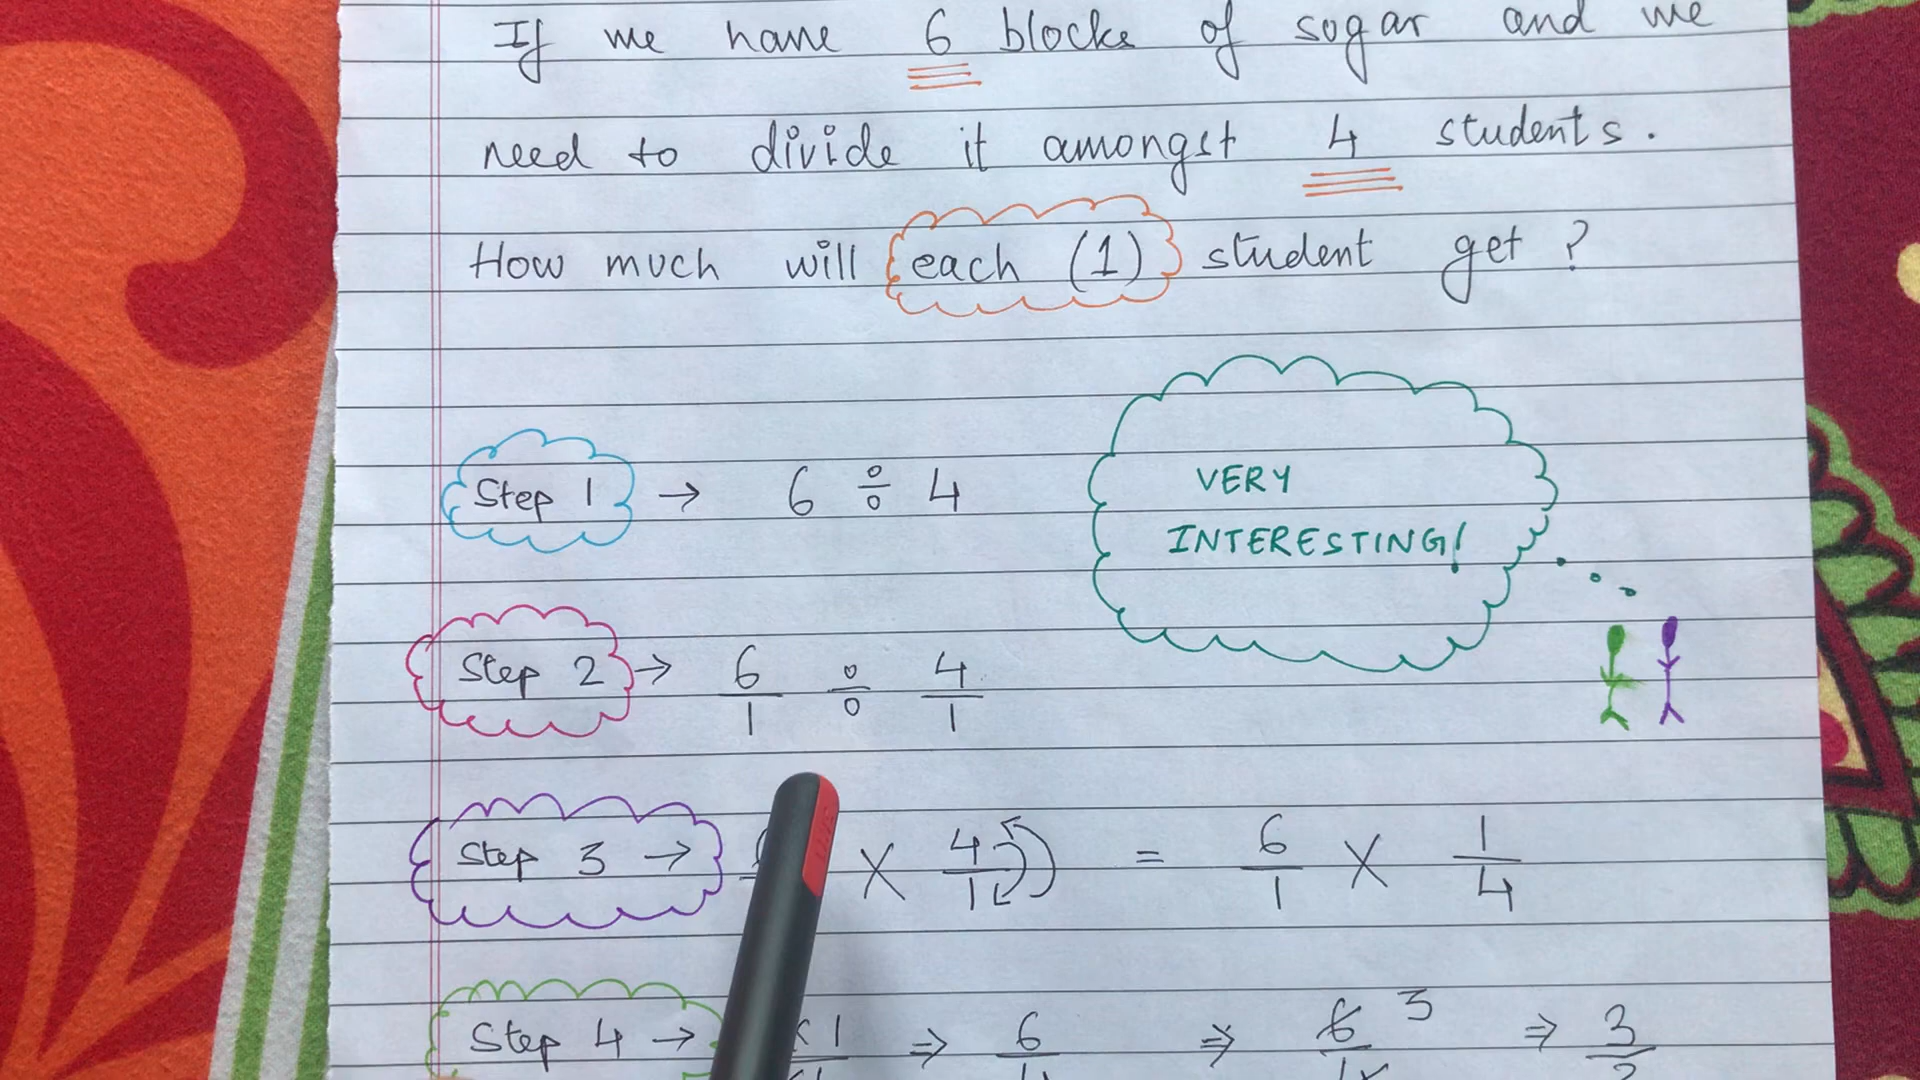 If we have 6 blocks of sogar and we
need to divide it amongst 4 students.
How much will each (1) student get ?
VERY
INTERESTING!
Step 1 → 6 ÷ 4
Step 2 → 6/1 ÷ 4/1
Step 3 → X 4/1 = 6/1 X 1/4
Step 4 → ⇒ 6 ⇒ 6 3 ⇒ 3